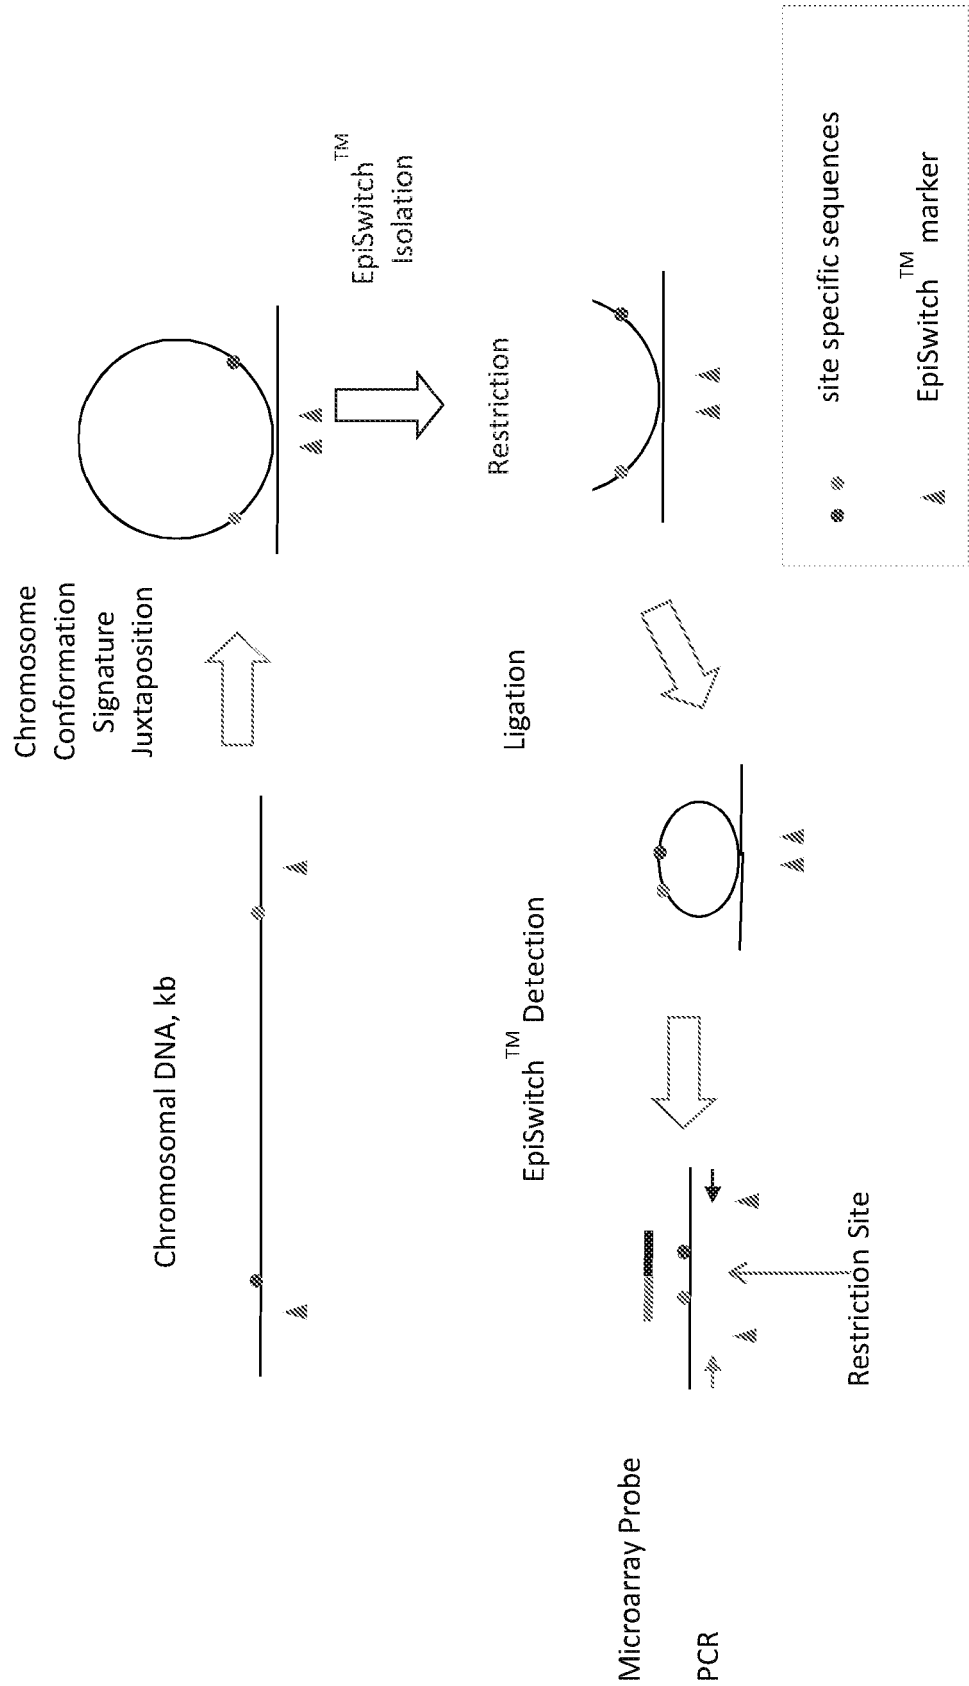 Chromosomal DNA, kb
Chromosome
Conformation
Signature
Juxtaposition
EpiSwitch™
Isolation
Restriction
Ligation
EpiSwitch™ Detection
Microarray Probe
PCR
Restriction Site
site specific sequences
EpiSwitch™ marker